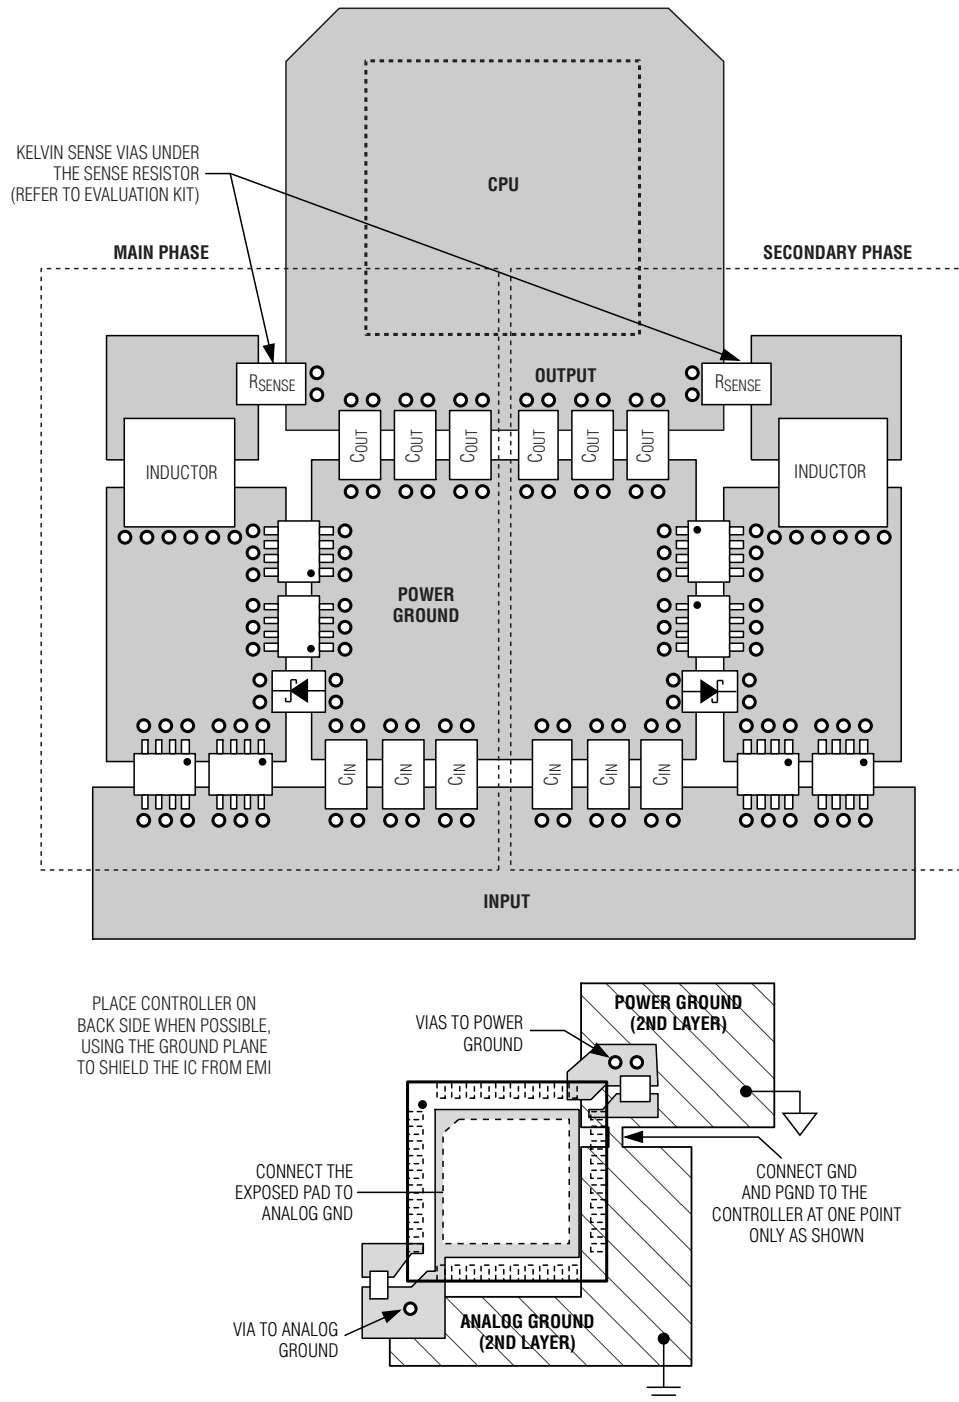 CPU
KELVIN SENSE VIAS UNDER
THE SENSE RESISTOR
(REFER TO EVALUATION KIT)
MAIN PHASE
SECONDARY PHASE
RSENSE
OUTPUT
RSENSE
COUT
COUT
COUT
COUT
COUT
COUT
INDUCTOR
INDUCTOR
POWER
GROUND
CIN
CIN
CIN
CIN
CIN
CIN
INPUT
PLACE CONTROLLER ON
BACK SIDE WHEN POSSIBLE,
USING THE GROUND PLANE
TO SHIELD THE IC FROM EMI
VIAS TO POWER
GROUND
POWER GROUND
(2ND LAYER)
CONNECT THE
EXPOSED PAD TO
ANALOG GND
CONNECT GND
AND PGND TO THE
CONTROLLER AT ONE POINT
ONLY AS SHOWN
VIA TO ANALOG
GROUND
ANALOG GROUND
(2ND LAYER)